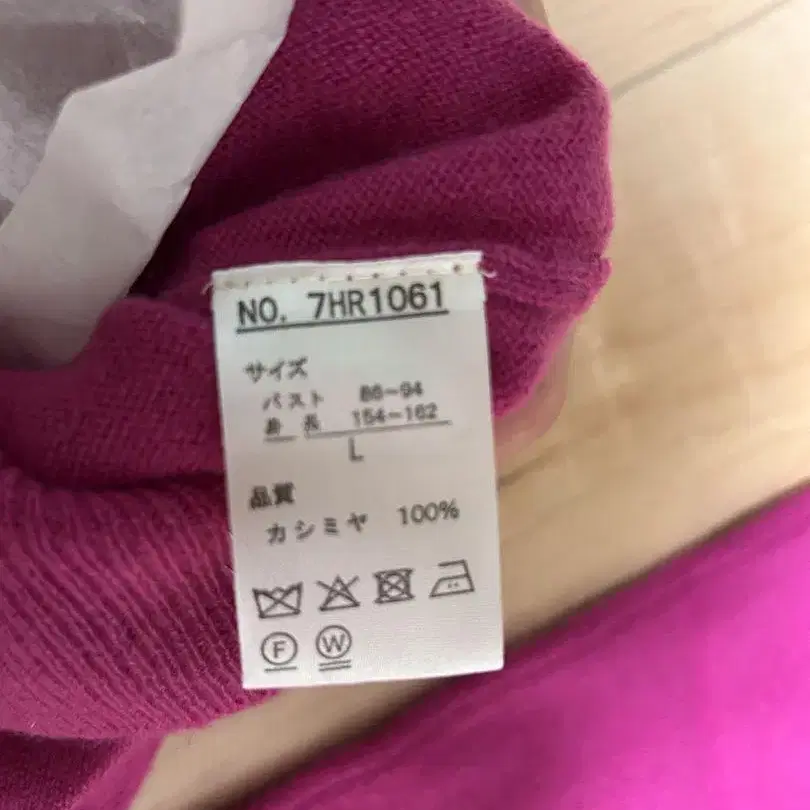 NO. 7HR1061
サイズ
バスト 86-94
身長 154-162
L
品質
カシミヤ 100%
F W